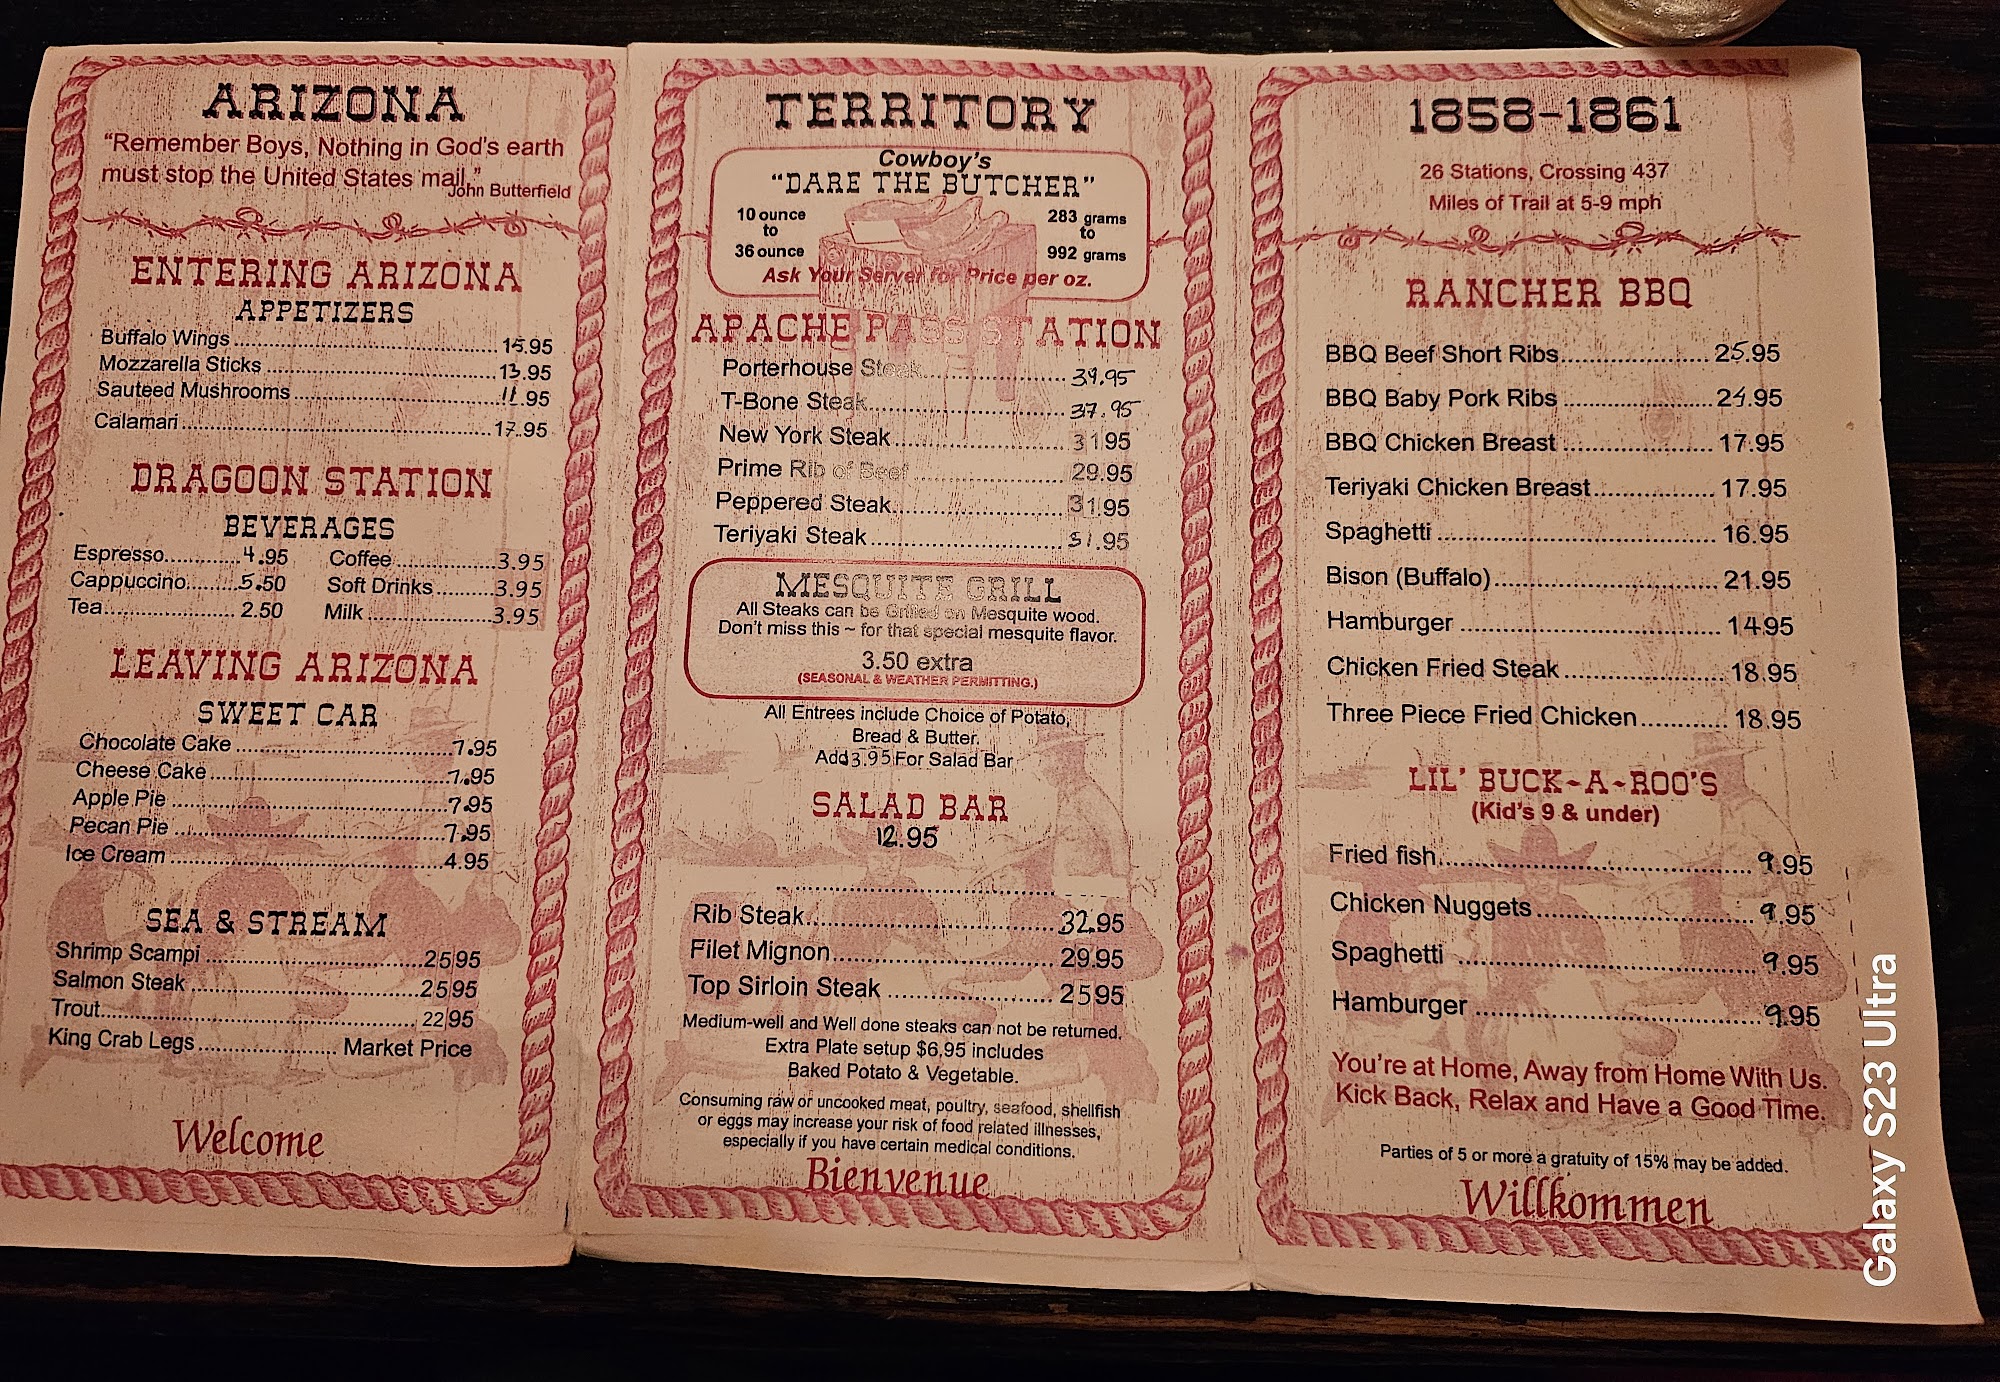 ARIZONA
“Remember Boys, Nothing in God's earth
must stop the United States mail.”
John Butterfield
ENTERING ARIZONA
APPETIZERS
Buffalo Wings 15.95
Mozzarella Sticks 13.95
Sauteed Mushrooms 11.95
Calamari 17.95
DRAGOON STATION
BEVERAGES
Espresso 4.95 Coffee 3.95
Cappuccino 5.50 Soft Drinks 3.95
Tea 2.50 Milk 3.95
LEAVING ARIZONA
SWEET CAR
Chocolate Cake 7.95
Cheese Cake 7.95
Apple Pie 7.95
Pecan Pie 7.95
Ice Cream 4.95
SEA & STREAM
Shrimp Scampi 25.95
Salmon Steak 25.95
Trout 22.95
King Crab Legs Market Price
Welcome
TERRITORY
Cowboy's
“DARE THE BUTCHER”
10 ounce 283 grams
to to
36 ounce 992 grams
Ask Your Server for Price per oz.
APACHE PASS STATION
Porterhouse Steak 39.95
T-Bone Steak 37.95
New York Steak 31.95
Prime Rib of Beef 29.95
Peppered Steak 31.95
Teriyaki Steak 31.95
MESQUITE GRILL
All Steaks can be Grilled on Mesquite wood.
Don't miss this ~ for that special mesquite flavor.
3.50 extra
(SEASONAL & WEATHER PERMITTING.)
All Entrees include Choice of Potato,
Bread & Butter.
Add 3.95 For Salad Bar
SALAD BAR
12.95
Rib Steak 32.95
Filet Mignon 29.95
Top Sirloin Steak 25.95
Medium-well and Well done steaks can not be returned.
Extra Plate setup $6.95 includes
Baked Potato & Vegetable.
Consuming raw or uncooked meat, poultry, seafood, shellfish
or eggs may increase your risk of food related illnesses,
especially if you have certain medical conditions.
Bienvenue
1858-1861
26 Stations, Crossing 437
Miles of Trail at 5-9 mph
RANCHER BBQ
BBQ Beef Short Ribs 25.95
BBQ Baby Pork Ribs
BBQ Chicken Breast 17.95
Teriyaki Chicken Breast 17.95
Spaghetti 16.95
Bison (Buffalo) 21.95
Hamburger 14.95
Chicken Fried Steak 18.95
Three Piece Fried Chicken 18.95
LIL' BUCK~A~ROO'S
(Kid's 9 & under)
Fried fish 9.95
Chicken Nuggets 9.95
Spaghetti 9.95
Hamburger 9.95
You're at Home, Away from Home With Us.
Kick Back, Relax and Have a Good Time.
Parties of 5 or more a gratuity of 15% may be added.
Willkommen
Galaxy S23 Ultra